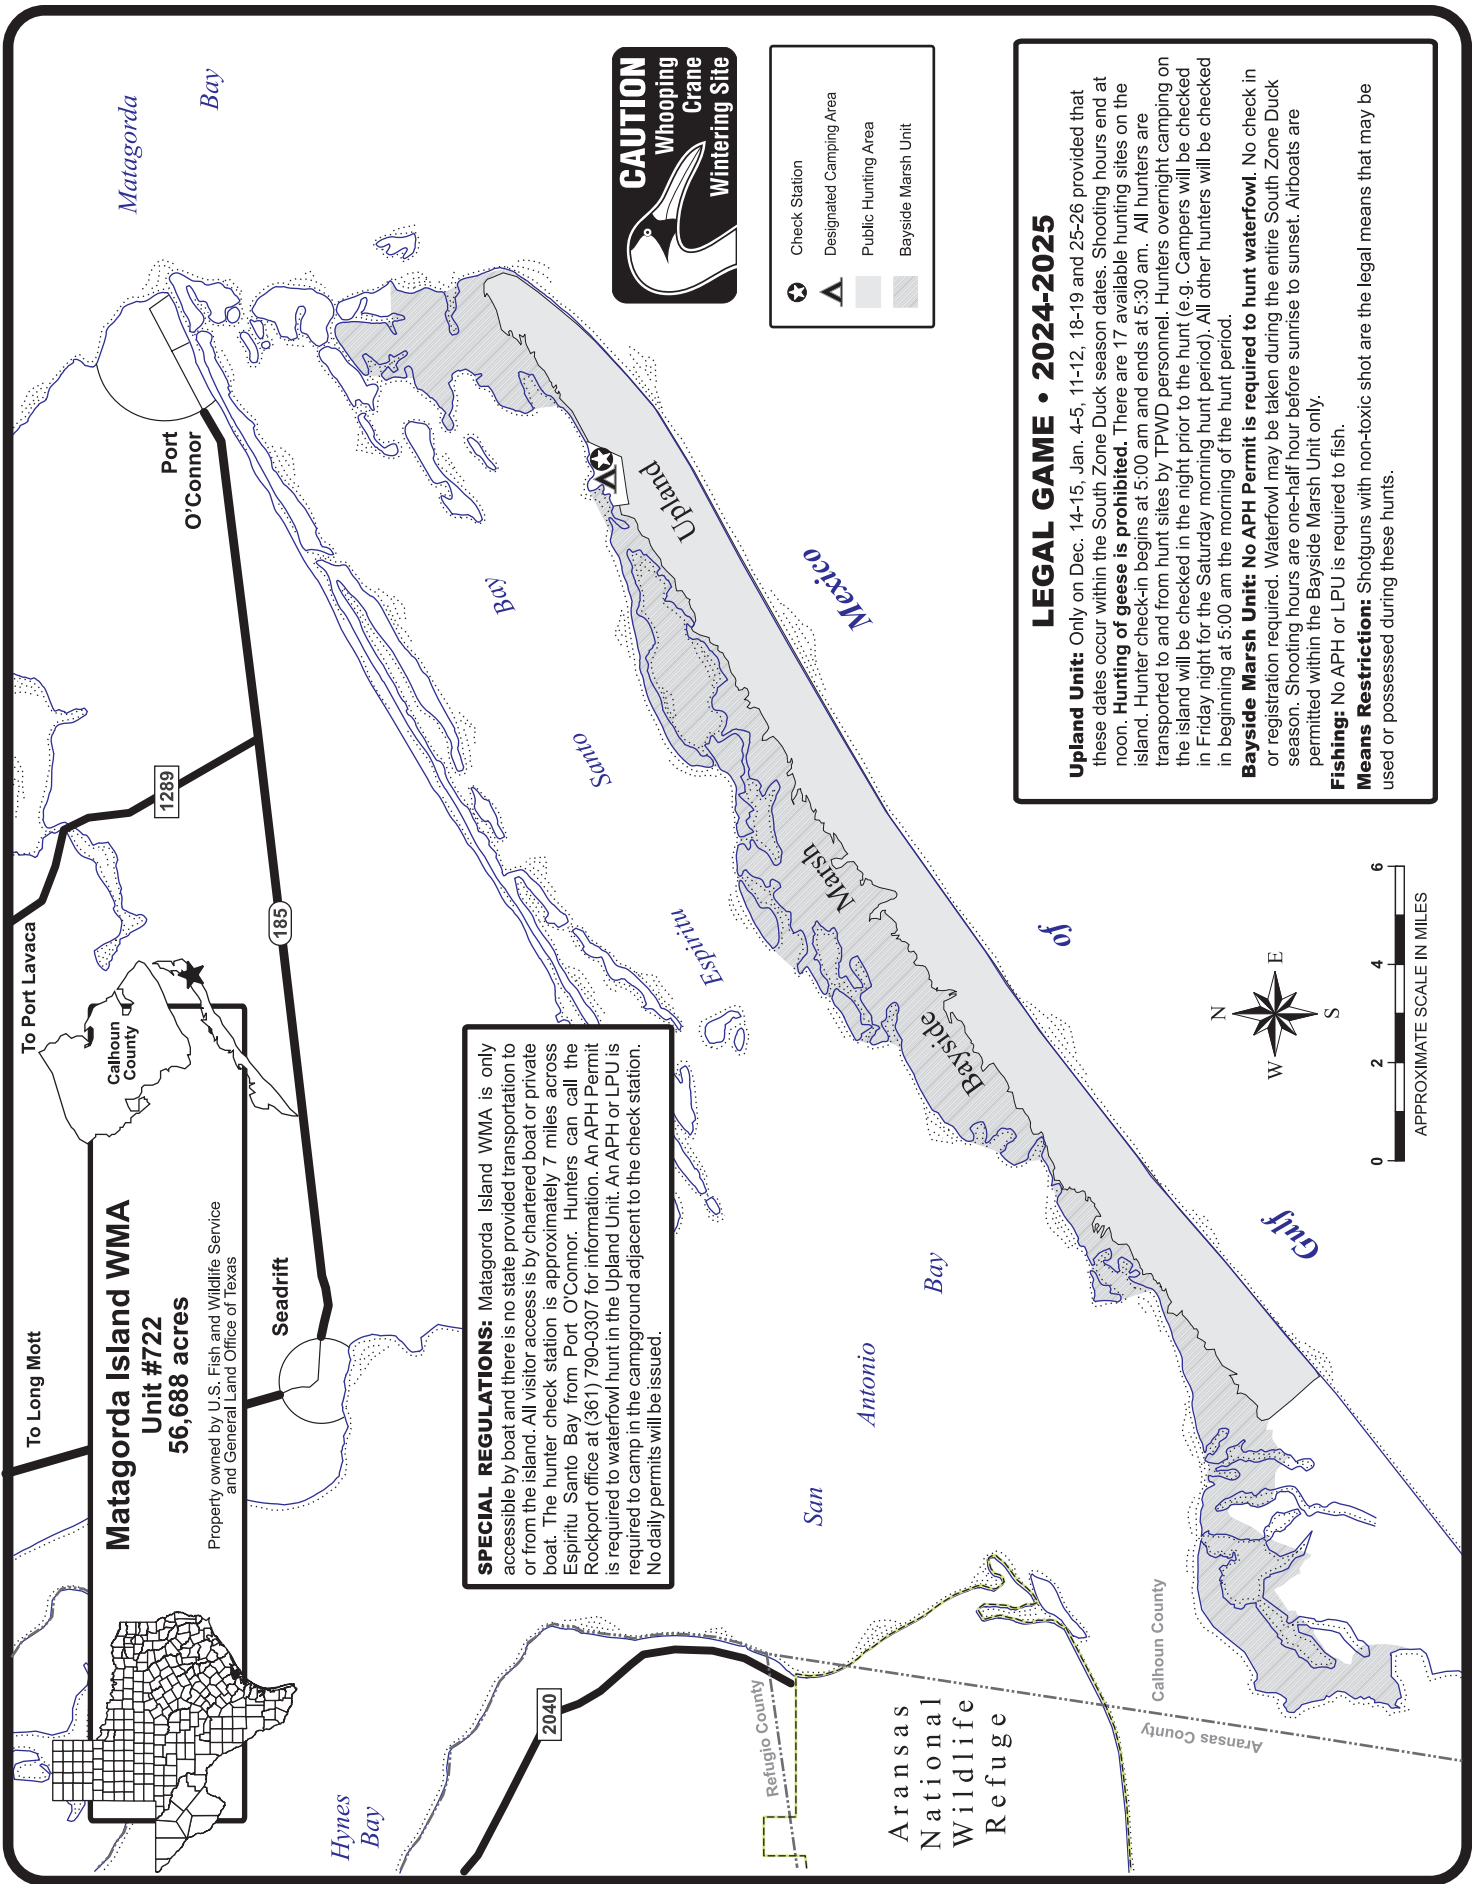 Matagorda Island WMA
Unit #722
56,688 acres
Property owned by U.S. Fish and Wildlife Service
and General Land Office of Texas
Calhoun
County
To Long Mott
To Port Lavaca
1289
185
Seadrift
Port
O'Connor
Matagorda
Bay
Hynes
Bay
2040
SPECIAL REGULATIONS: Matagorda Island WMA is only
accessible by boat and there is no state provided transportation to
or from the island. All visitor access is by chartered boat or private
boat. The hunter check station is approximately 7 miles across
Espiritu Santo Bay from Port O'Connor. Hunters can call the
Rockport office at (361) 790-0307 for information. An APH Permit
is required to waterfowl hunt in the Upland Unit. An APH or LPU is
required to camp in the campground adjacent to the check station.
No daily permits will be issued.
Espiritu
Santo
Bay
San
Antonio
Bay
Bayside
Marsh
Upland
Gulf
of
Mexico
Refugio County
Aransas
National
Wildlife
Refuge
Calhoun County
Aransas County
CAUTION
Whooping
Crane
Wintering Site
Check Station
Designated Camping Area
Public Hunting Area
Bayside Marsh Unit
N
W
E
S
0
2
4
6
APPROXIMATE SCALE IN MILES
LEGAL GAME • 2024-2025
Upland Unit: Only on Dec. 14-15, Jan. 4-5, 11-12, 18-19 and 25-26 provided that
these dates occur within the South Zone Duck season dates. Shooting hours end at
noon. Hunting of geese is prohibited. There are 17 available hunting sites on the
island. Hunter check-in begins at 5:00 am and ends at 5:30 am. All hunters are
transported to and from hunt sites by TPWD personnel. Hunters overnight camping on
the island will be checked in the night prior to the hunt (e.g. Campers will be checked
in Friday night for the Saturday morning hunt period). All other hunters will be checked
in beginning at 5:00 am the morning of the hunt period.
Bayside Marsh Unit: No APH Permit is required to hunt waterfowl. No check in
or registration required. Waterfowl may be taken during the entire South Zone Duck
season. Shooting hours are one-half hour before sunrise to sunset. Airboats are
permitted within the Bayside Marsh Unit only.
Fishing: No APH or LPU is required to fish.
Means Restriction: Shotguns with non-toxic shot are the legal means that may be
used or possessed during these hunts.